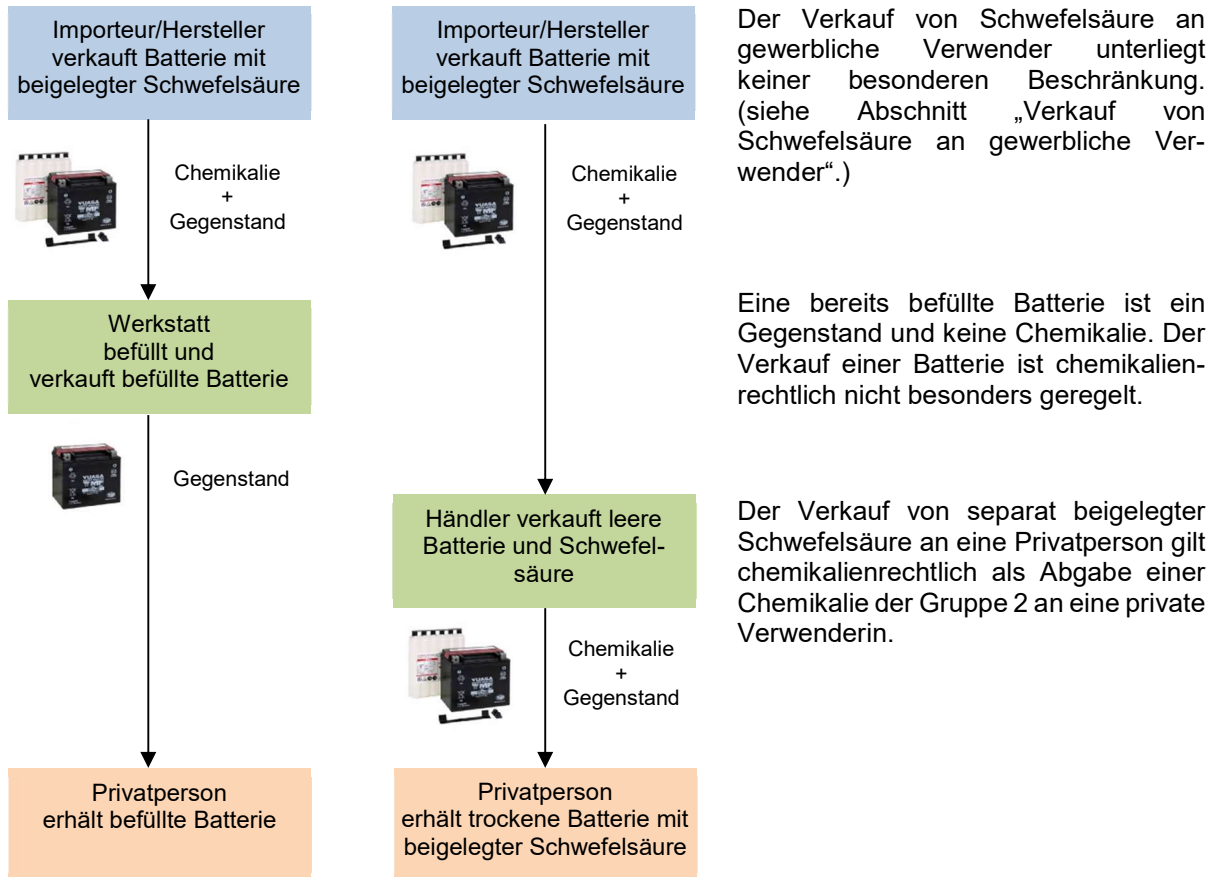 Importeur/Hersteller
verkauft Batterie mit
beigelegter Schwefelsäure
Chemikalie
+
Gegenstand
Werkstatt
befüllt und
verkauft befüllte Batterie
Gegenstand
Privatperson
erhält befüllte Batterie
Importeur/Hersteller
verkauft Batterie mit
beigelegter Schwefelsäure
Chemikalie
+
Gegenstand
Händler verkauft leere
Batterie und Schwefel-
säure
Chemikalie
+
Gegenstand
Privatperson
erhält trockene Batterie mit
beigelegter Schwefelsäure
Der Verkauf von Schwefelsäure an
gewerbliche Verwender unterliegt
keiner besonderen Beschränkung.
(siehe Abschnitt „Verkauf von
Schwefelsäure an gewerbliche Ver-
wender“.)
Eine bereits befüllte Batterie ist ein
Gegenstand und keine Chemikalie. Der
Verkauf einer Batterie ist chemikalien-
rechtlich nicht besonders geregelt.
Der Verkauf von separat beigelegter
Schwefelsäure an eine Privatperson gilt
chemikalienrechtlich als Abgabe einer
Chemikalie der Gruppe 2 an eine private
Verwenderin.
YUASA
YUASA
YUASA
YUASA